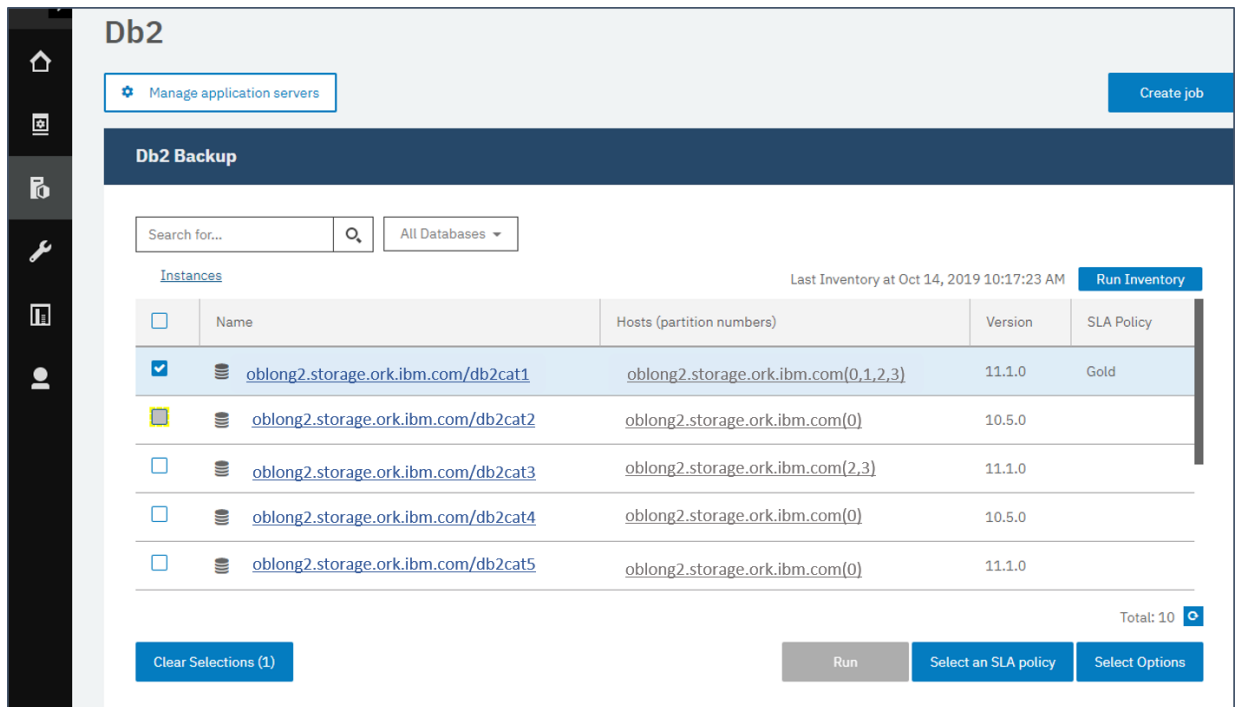 Db2
Manage application servers
Create job
Db2 Backup
Search for...
All Databases
Instances
Last Inventory at Oct 14, 2019 10:17:23 AM
Run Inventory
Name Hosts (partition numbers) Version SLA Policy
oblong2.storage.ork.ibm.com/db2cat1 oblong2.storage.ork.ibm.com(0,1,2,3) 11.1.0 Gold
oblong2.storage.ork.ibm.com/db2cat2 oblong2.storage.ork.ibm.com(0) 10.5.0
oblong2.storage.ork.ibm.com/db2cat3 oblong2.storage.ork.ibm.com(2,3) 11.1.0
oblong2.storage.ork.ibm.com/db2cat4 oblong2.storage.ork.ibm.com(0) 10.5.0
oblong2.storage.ork.ibm.com/db2cat5 oblong2.storage.ork.ibm.com(0) 11.1.0
Total: 10
Clear Selections (1)
Run
Select an SLA policy
Select Options